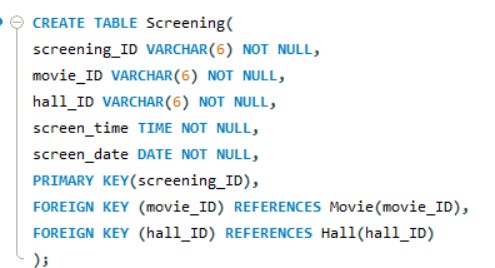 CREATE TABLE Screening(
screening_ID VARCHAR(6) NOT NULL,
movie_ID VARCHAR(6) NOT NULL,
hall_ID VARCHAR(6) NOT NULL,
screen_time TIME NOT NULL,
screen_date DATE NOT NULL,
PRIMARY KEY(screening_ID),
FOREIGN KEY (movie_ID) REFERENCES Movie(movie_ID),
FOREIGN KEY (hall_ID) REFERENCES Hall(hall_ID)
);